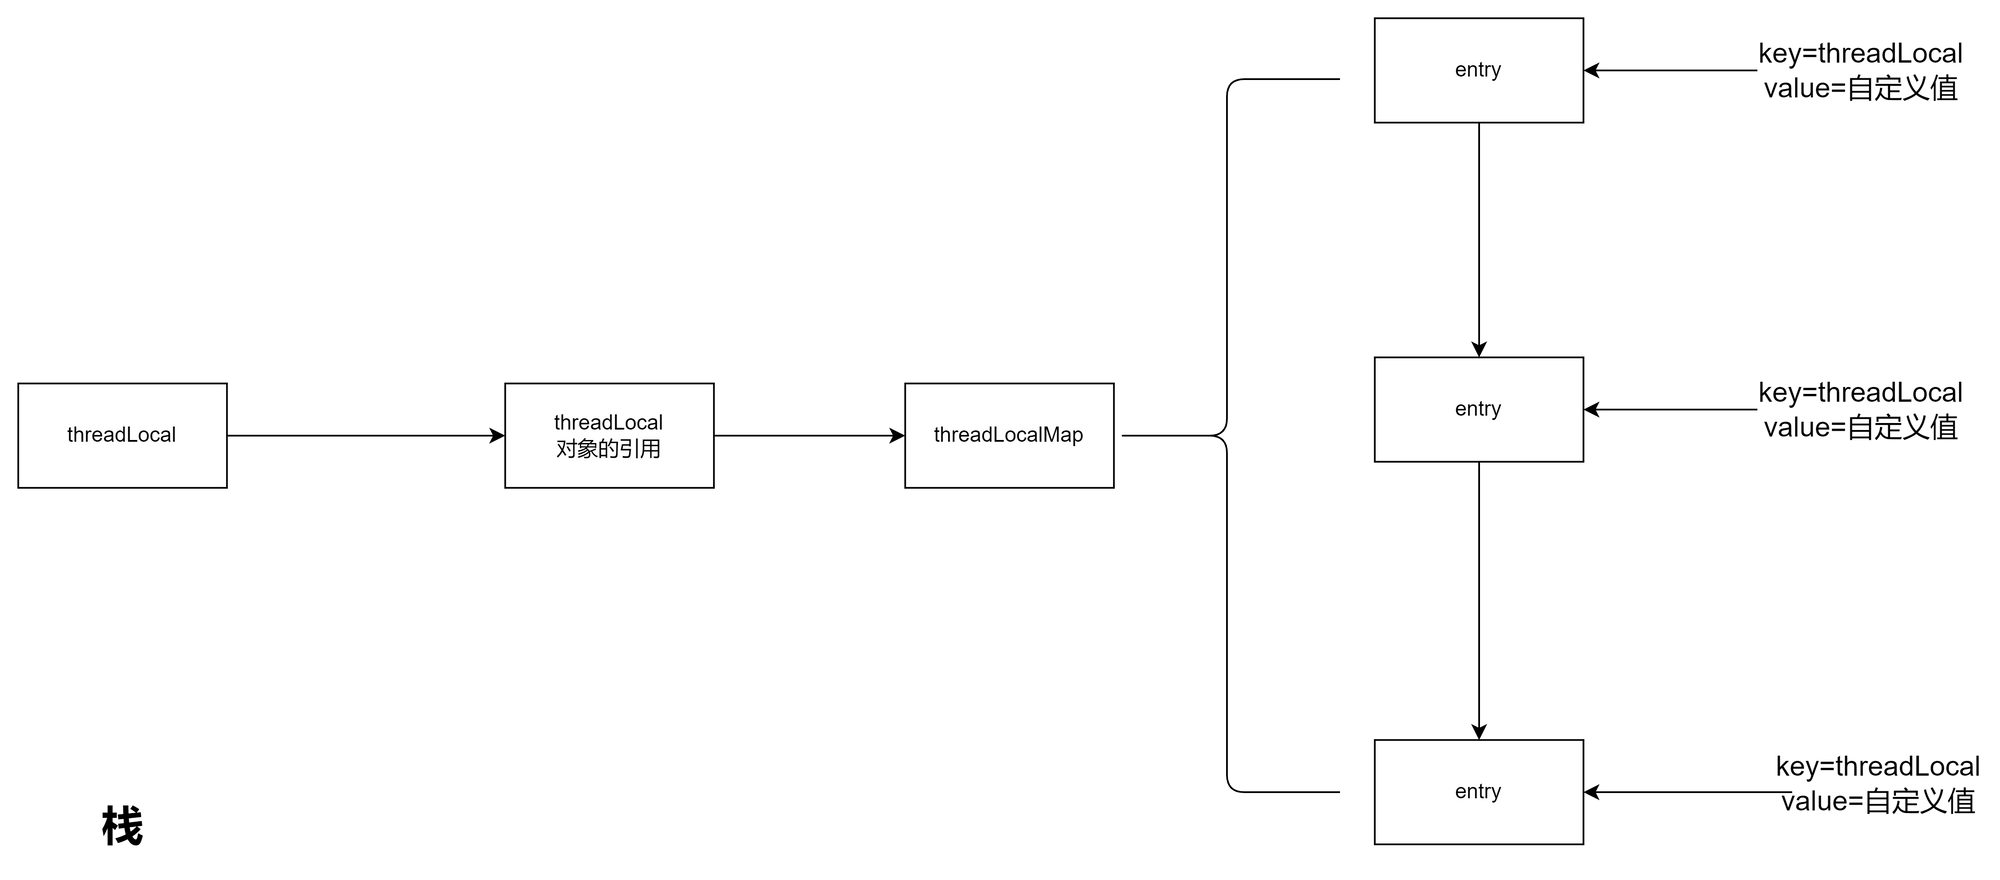 entry
key=threadLocal
value=自定义值
threadLocal
threadLocal
对象的引用
threadLocalMap
entry
key=threadLocal
value=自定义值
entry
key=threadLocal
value=自定义值
栈